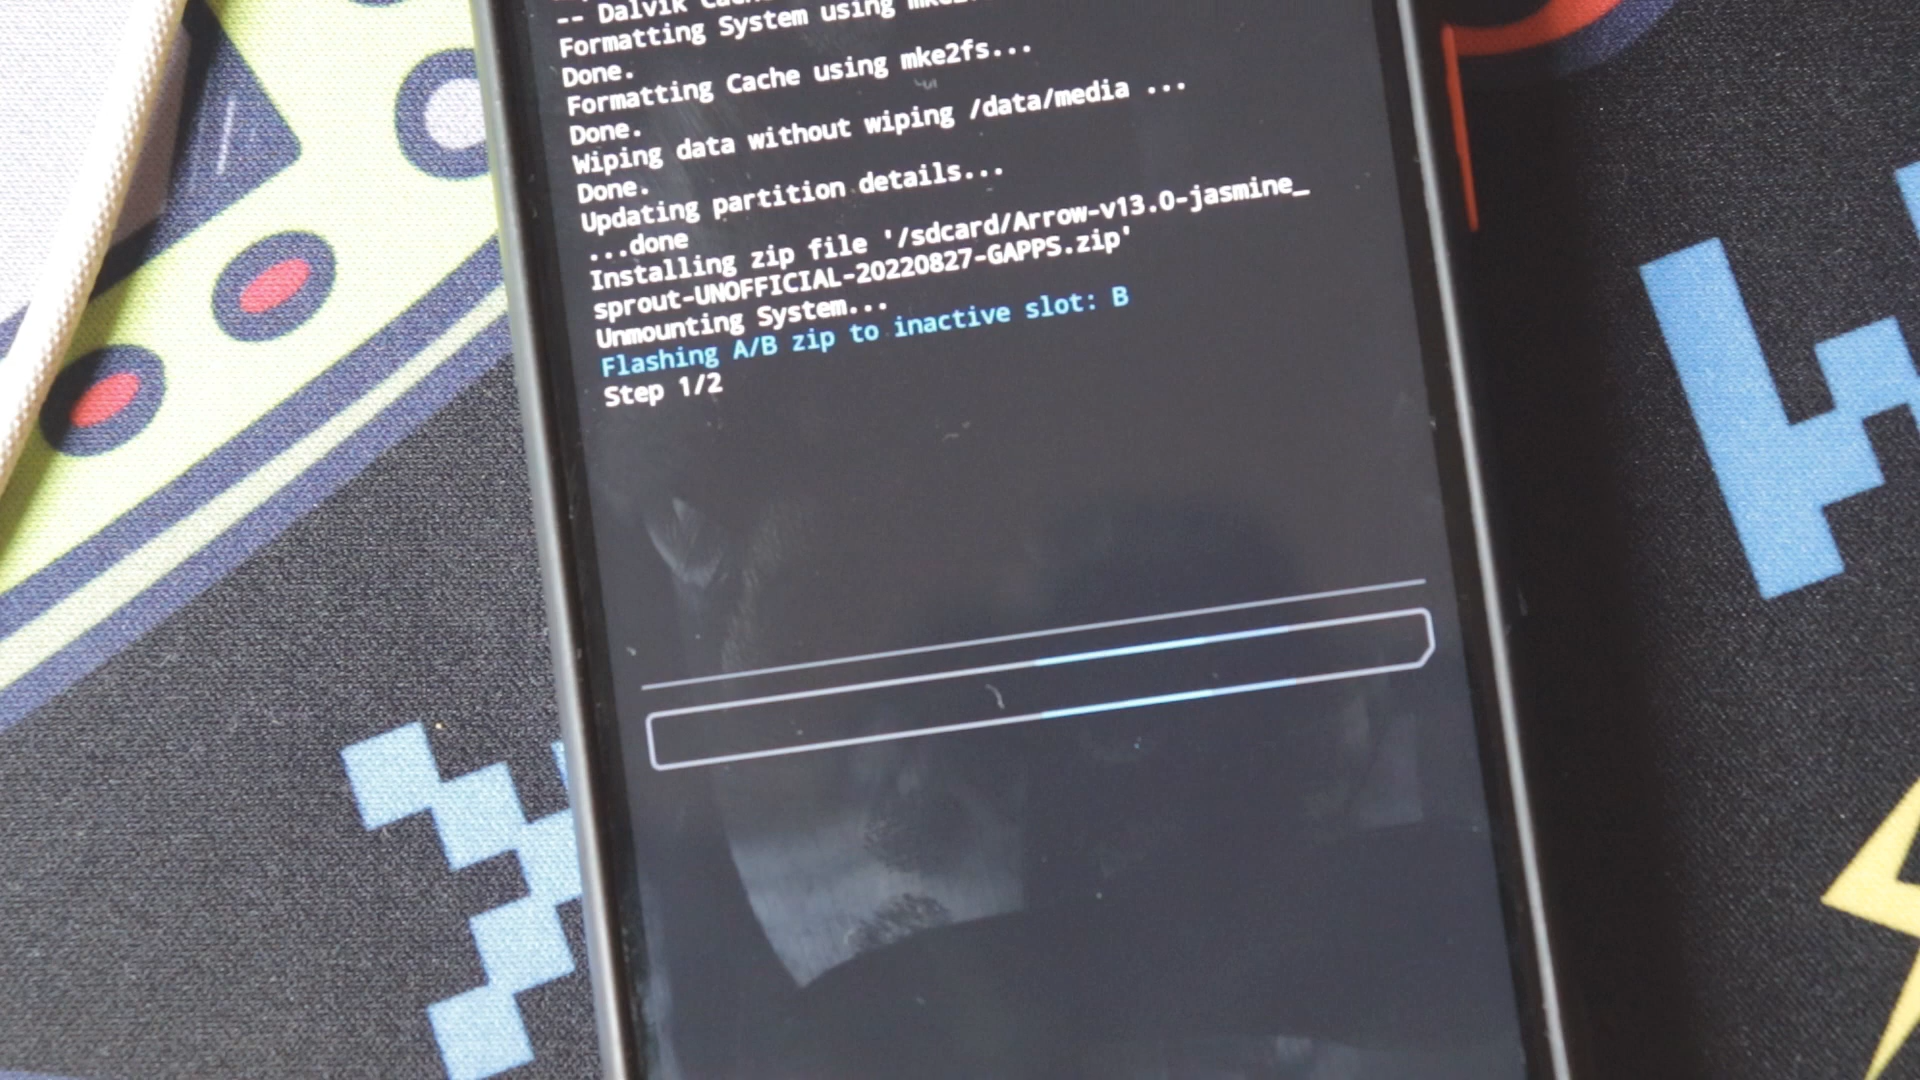 -- Dalvik
Formatting System using
Done.
Formatting Cache using mke2fs...
Done.
Wiping data without wiping /data/media ...
Done.
Updating partition details...
...done
Installing zip file '/sdcard/Arrow-v13.0-jasmine_
sprout-UNOFFICIAL-20220827-GAPPS.zip'
Unmounting System...
Flashing A/B zip to inactive slot: B
Step 1/2